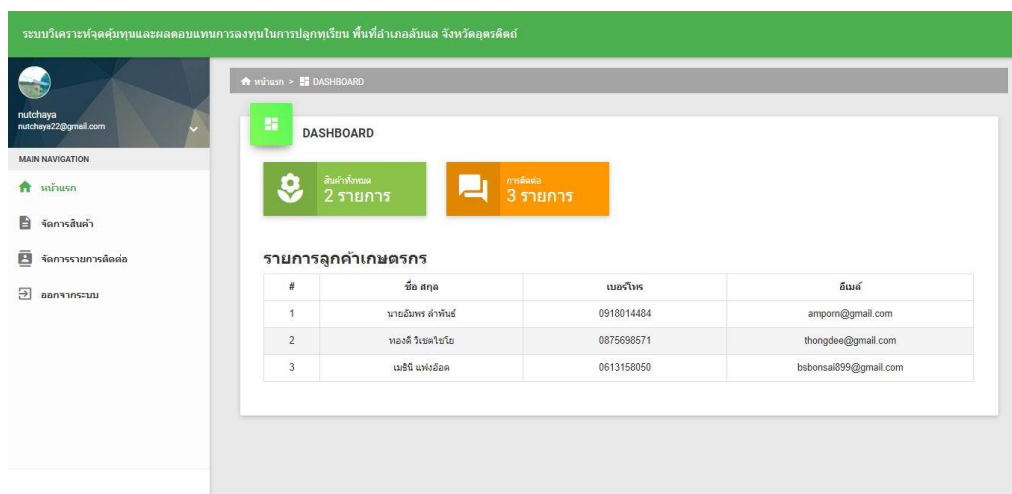 ระบบวิเคราะห์จุดคุ้มทุนและผลตอบแทนการลงทุนในการปลูกทุเรียน พื้นที่อำเภอลับแล จังหวัดอุตรดิตถ์
หน้าแรก > DASHBOARD
nutchaya
nutchaya22@gmail.com
MAIN NAVIGATION
หน้าแรก
จัดการสินค้า
จัดการรายการติดต่อ
ออกจากระบบ
DASHBOARD
สินค้าทั้งหมด
2 รายการ
การติดต่อ
3 รายการ
รายการลูกค้าเกษตรกร
# ชื่อ สกุล เบอร์โทร อีเมล์
1 นายอัมพร ลำพันธ์ 0918014484 amporn@gmail.com
2 ทองดี วิเชตไชโย 0875698571 thongdee@gmail.com
3 เมธินี แฟงอ๊อด 0613158050 bsbonsai899@gmail.com